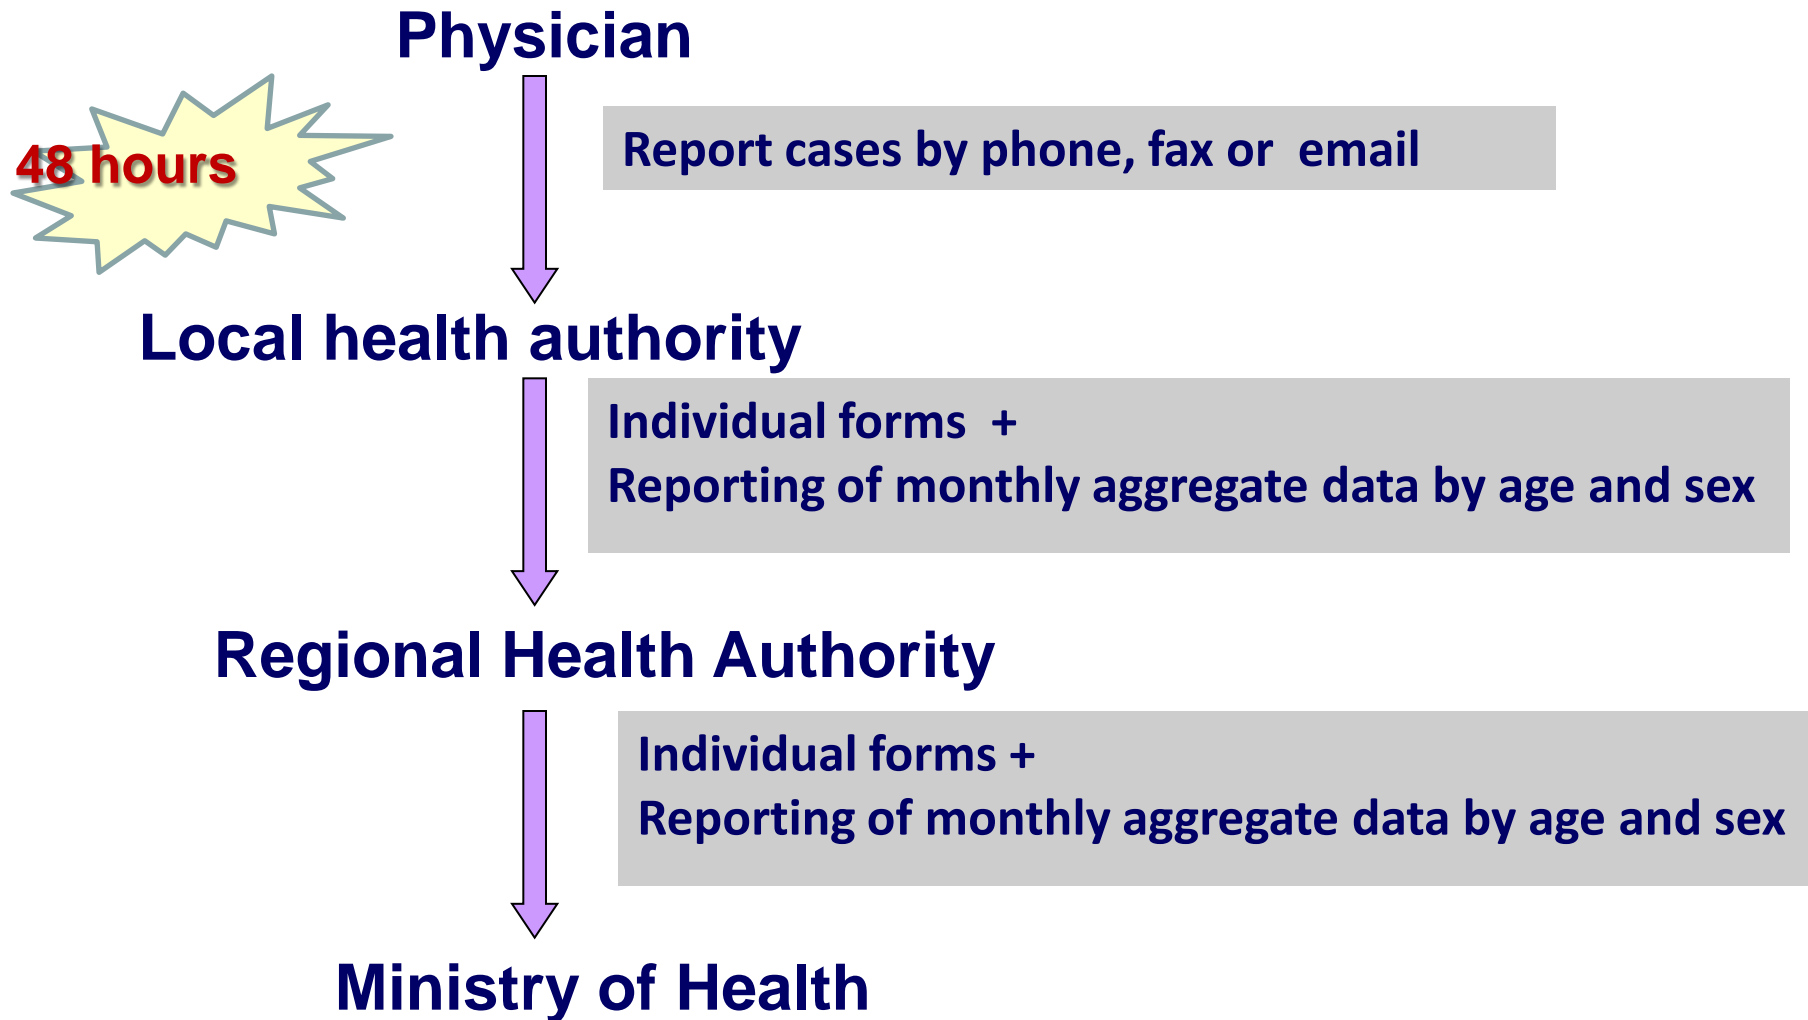 Physician
48 hours
Report cases by phone, fax or  email
Local health authority
Individual forms  +
Reporting of monthly aggregate data by age and sex
Regional Health Authority
Individual forms +
Reporting of monthly aggregate data by age and sex
Ministry of Health